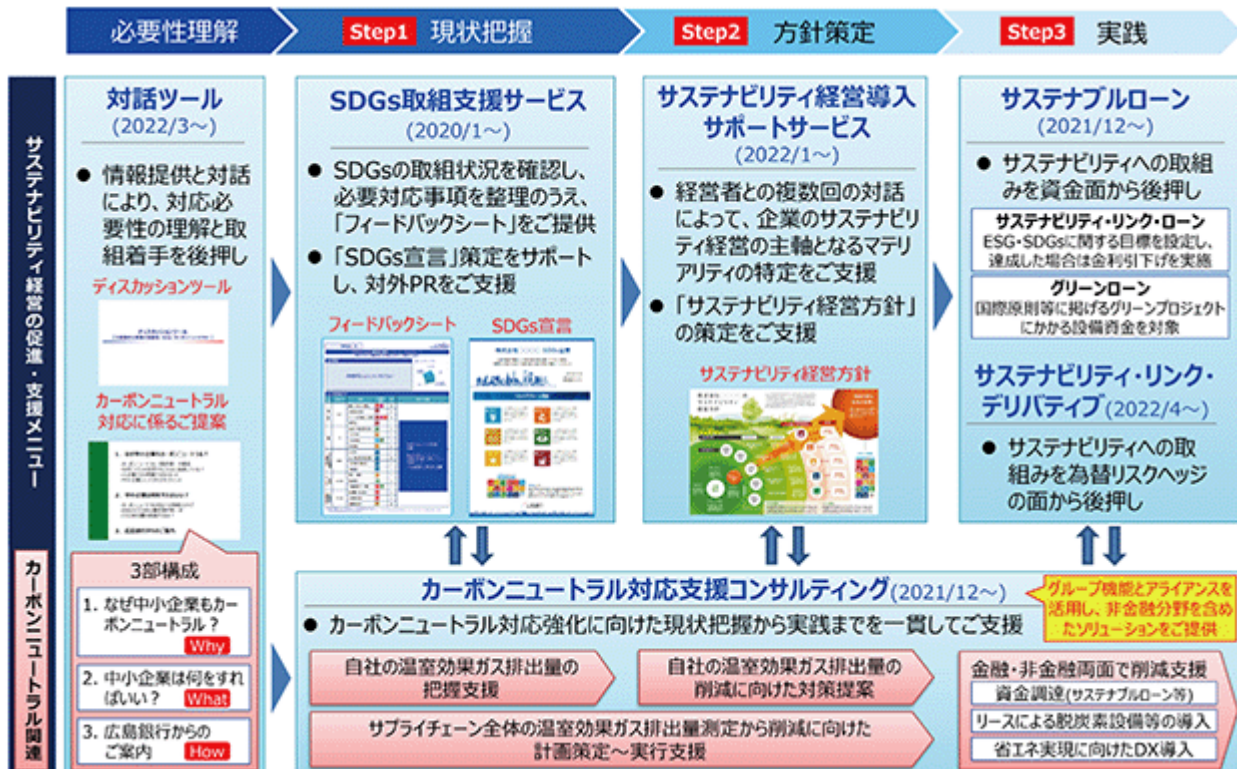 必要性理解
Step1 現状把握
Step2 方針策定
Step3 実践
サステナビリティ経営の促進・支援メニュー
対話ツール
(2022/3～)
● 情報提供と対話
により、対応必
要性の理解と取
組着手を後押し
ディスカッションツール
ディスカッションツール
カーボンニュートラル
対応に係るご提案
SDGs取組支援サービス
(2020/1～)
● SDGsの取組状況を確認し、
必要対応事項を整理のうえ、
「フィードバックシート」をご提供
● 「SDGs宣言」策定をサポート
し、対外PRをご支援
フィードバックシート
SDGs宣言
サステナビリティ経営導入
サポートサービス
(2022/1～)
● 経営者との複数回の対話
によって、企業のサステナビリ
ティ経営の主軸となるマテリ
アリティの特定をご支援
● 「サステナビリティ経営方針」
の策定をご支援
サステナビリティ経営方針
サステナブルローン
(2021/12～)
● サステナビリティへの取組
みを資金面から後押し
サステナビリティ・リンク・ローン
ESG・SDGsに関する目標を設定し、
達成した場合は金利引下げを実施
グリーンローン
国際原則等に掲げるグリーンプロジェクト
にかかる設備資金を対象
サステナビリティ・リンク・
デリバティブ(2022/4～)
● サステナビリティへの取
組みを為替リスクヘッジ
の面から後押し
カーボンニュートラル関連
3部構成
1. なぜ中小企業もカー
ボンニュートラル?
Why
2. 中小企業は何をすれ
ばいい?
What
3. 広島銀行からの
ご案内
How
カーボンニュートラル対応支援コンサルティング(2021/12～)
● カーボンニュートラル対応強化に向けた現状把握から実践までを一貫してご支援
グループ機能とアライアンスを
活用し、非金融分野を含め
たソリューションをご提供
自社の温室効果ガス排出量の
把握支援
自社の温室効果ガス排出量の
削減に向けた対策提案
サプライチェーン全体の温室効果ガス排出量測定から削減に向けた
計画策定～実行支援
金融・非金融両面で削減支援
資金調達(サステナブルローン等)
リースによる脱炭素設備等の導入
省エネ実現に向けたDX導入